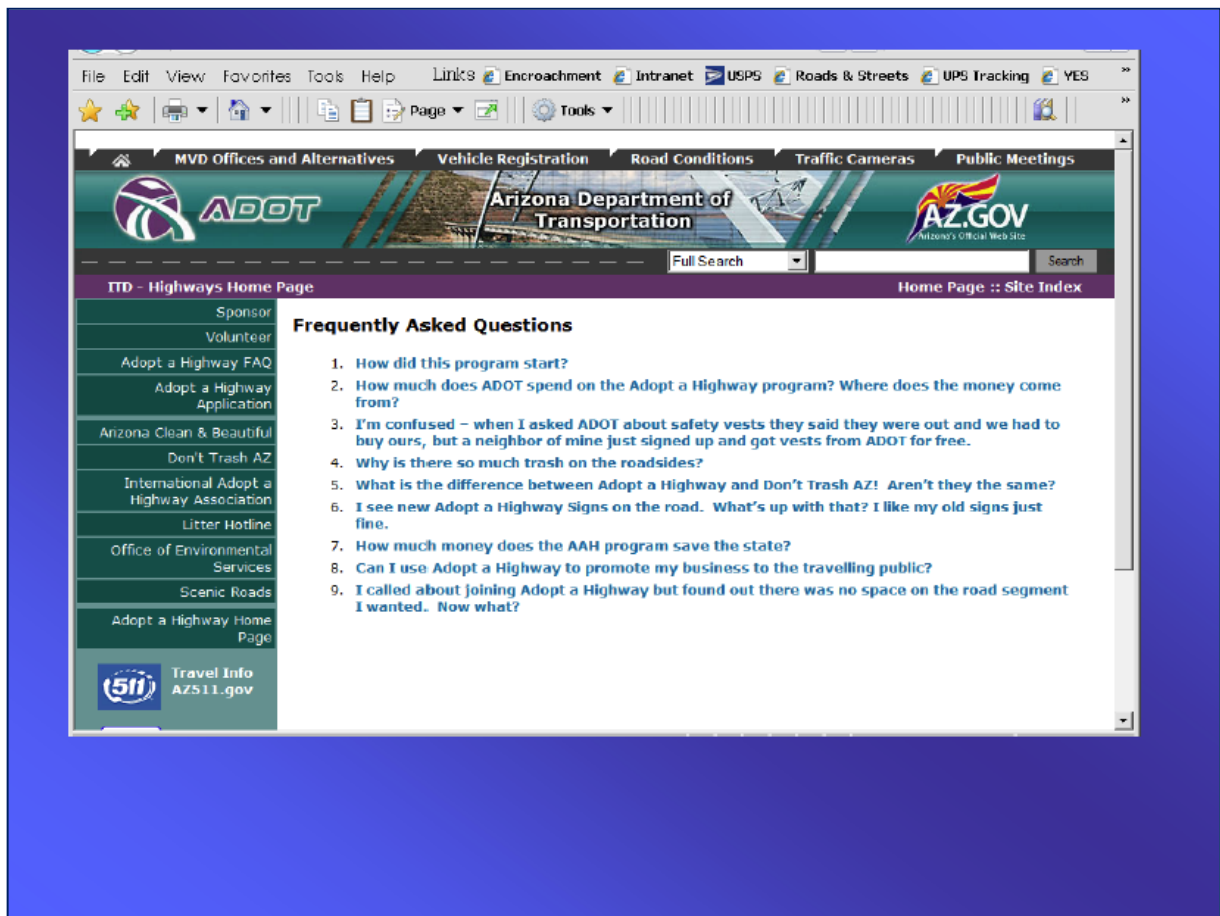 File Edit View Favorites Tools Help Links Encroachment Intranet USPS Roads & Streets UPS Tracking YES »
Page Tools »
MVD Offices and Alternatives Vehicle Registration Road Conditions Traffic Cameras Public Meetings
ADOT
Arizona Department of
Transportation
AZ.GOV
Arizona's Official Web Site
Full Search Search
ITD - Highways Home Page Home Page :: Site Index
Sponsor
Volunteer
Adopt a Highway FAQ
Adopt a Highway
Application
Arizona Clean & Beautiful
Don't Trash AZ
International Adopt a
Highway Association
Litter Hotline
Office of Environmental
Services
Scenic Roads
Adopt a Highway Home
Page
511
Travel Info
AZ511.gov
Frequently Asked Questions
1. How did this program start?
2. How much does ADOT spend on the Adopt a Highway program? Where does the money come
from?
3. I'm confused – when I asked ADOT about safety vests they said they were out and we had to
buy ours, but a neighbor of mine just signed up and got vests from ADOT for free.
4. Why is there so much trash on the roadsides?
5. What is the difference between Adopt a Highway and Don't Trash AZ! Aren't they the same?
6. I see new Adopt a Highway Signs on the road. What's up with that? I like my old signs just
fine.
7. How much money does the AAH program save the state?
8. Can I use Adopt a Highway to promote my business to the travelling public?
9. I called about joining Adopt a Highway but found out there was no space on the road segment
I wanted. Now what?